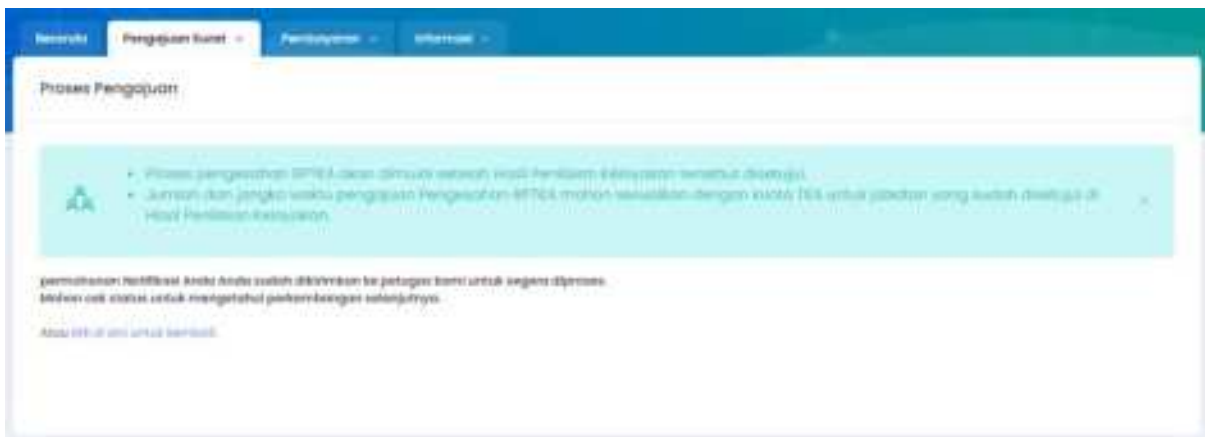 Beranda
Pengajuan Surat
Pembayaran
Informasi
Proses Pengajuan
Proses pengesahan RPTKA akan dimulai setelah Hasil Penilaian Kelayakan tersebut disetujui.
Jumlah dan jangka waktu pengajuan Pengesahan RPTKA mohon sesuaikan dengan kuota TKA untuk jabatan yang sudah disetujui di
Hasil Penilaian Kelayakan.
permohonan Notifikasi Anda Anda sudah dikirimkan ke petugas kami untuk segera diproses.
Mohon cek status untuk mengetahui perkembangan selanjutnya.
Atau klik di sini untuk kembali.